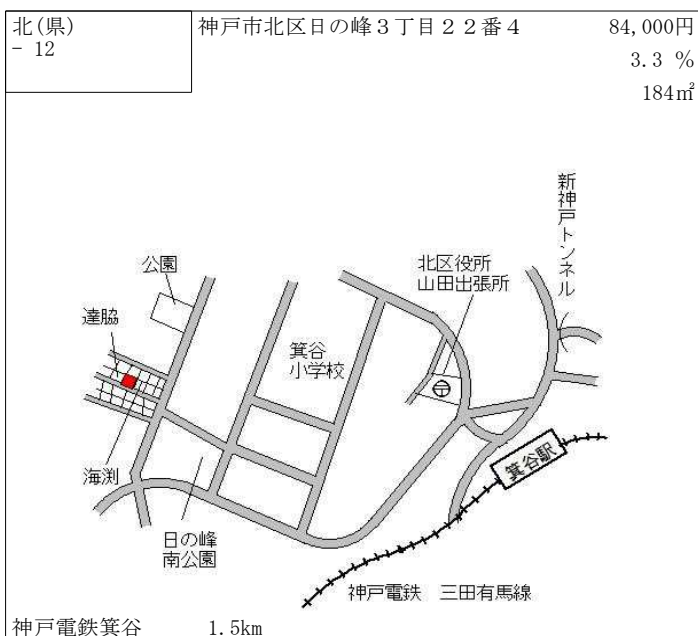 北(県)
- 12
神戸市北区日の峰３丁目２２番４
84,000円
3.3 %
184㎡
新神戸トンネル
公園
北区役所
山田出張所
達脇
箕谷
小学校
海渕
箕谷駅
日の峰
南公園
神戸電鉄 三田有馬線
神戸電鉄箕谷 1.5km